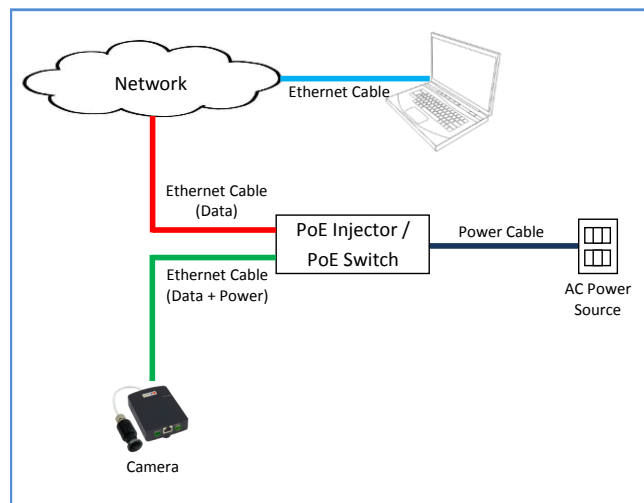 Network
Ethernet Cable
Ethernet Cable
(Data)
PoE Injector /
PoE Switch
Power Cable
AC Power
Source
Ethernet Cable
(Data + Power)
Camera